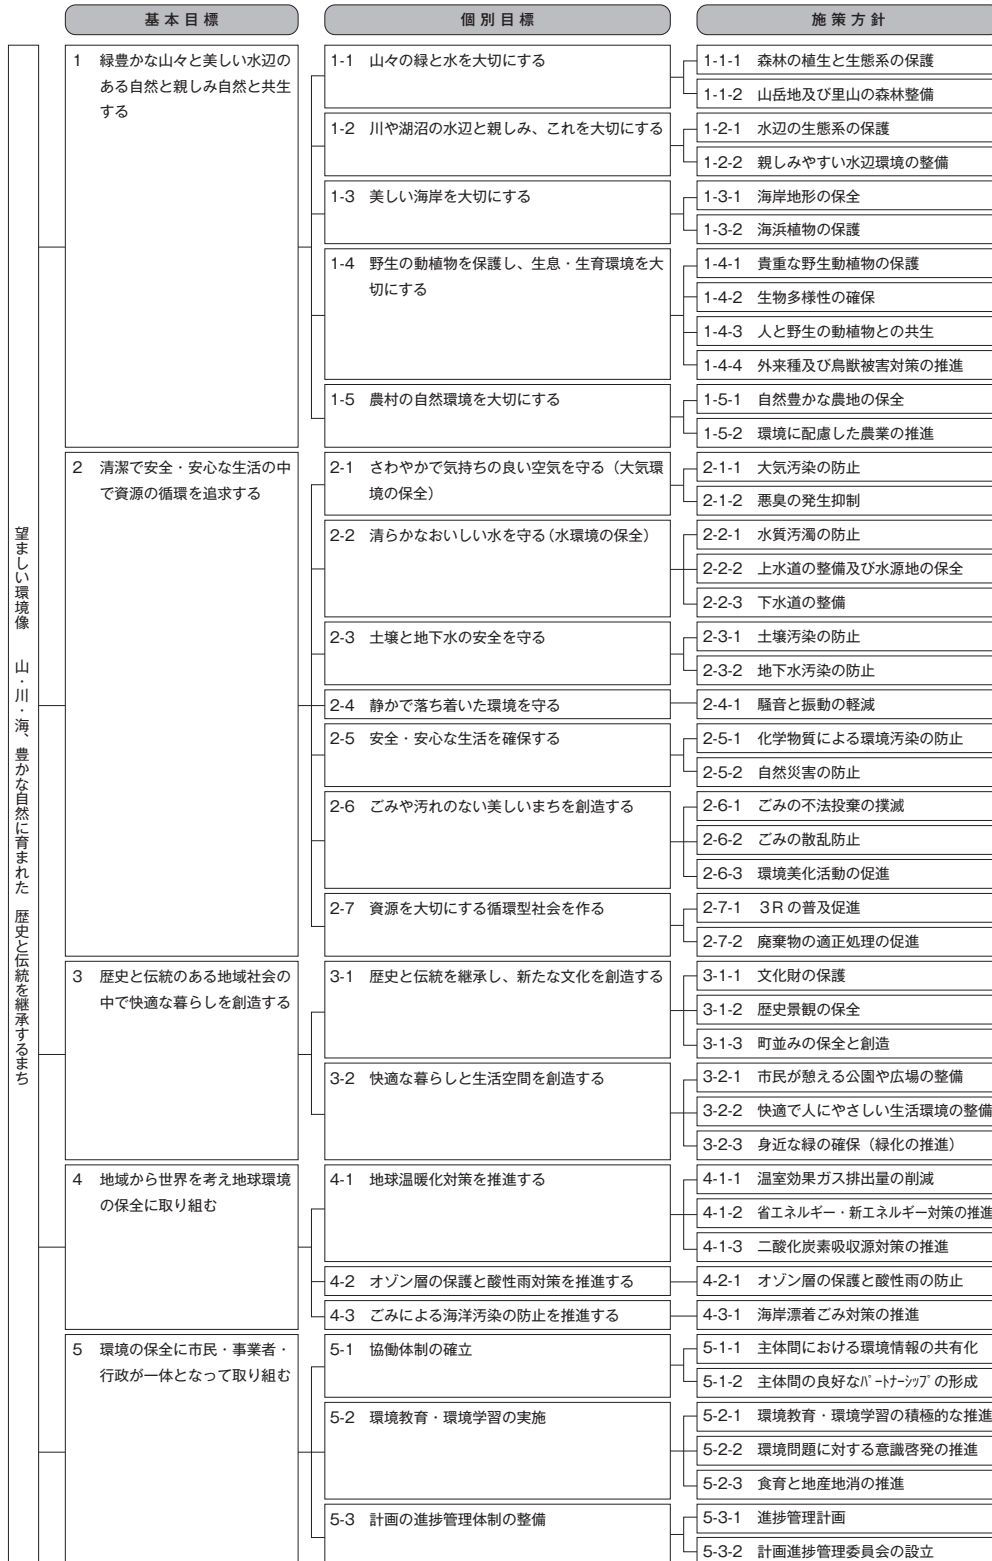 基本目標
個別目標
施策方針
望ましい環境像　山・川・海、豊かな自然に育まれた　歴史と伝統を継承するまち
1　緑豊かな山々と美しい水辺の
ある自然と親しみ自然と共生
する
1-1　山々の緑と水を大切にする
1-1-1　森林の植生と生態系の保護
1-1-2　山岳地及び里山の森林整備
1-2　川や湖沼の水辺と親しみ、これを大切にする
1-2-1　水辺の生態系の保護
1-2-2　親しみやすい水辺環境の整備
1-3　美しい海岸を大切にする
1-3-1　海岸地形の保全
1-3-2　海浜植物の保護
1-4　野生の動植物を保護し、生息・生育環境を大
切にする
1-4-1　貴重な野生動植物の保護
1-4-2　生物多様性の確保
1-4-3　人と野生の動植物との共生
1-4-4　外来種及び鳥獣被害対策の推進
1-5　農村の自然環境を大切にする
1-5-1　自然豊かな農地の保全
1-5-2　環境に配慮した農業の推進
2　清潔で安全・安心な生活の中
で資源の循環を追求する
2-1　さわやかで気持ちの良い空気を守る（大気環
境の保全）
2-1-1　大気汚染の防止
2-1-2　悪臭の発生抑制
2-2　清らかなおいしい水を守る（水環境の保全）
2-2-1　水質汚濁の防止
2-2-2　上水道の整備及び水源地の保全
2-2-3　下水道の整備
2-3　土壌と地下水の安全を守る
2-3-1　土壌汚染の防止
2-3-2　地下水汚染の防止
2-4　静かで落ち着いた環境を守る
2-4-1　騒音と振動の軽減
2-5　安全・安心な生活を確保する
2-5-1　化学物質による環境汚染の防止
2-5-2　自然災害の防止
2-6　ごみや汚れのない美しいまちを創造する
2-6-1　ごみの不法投棄の撲滅
2-6-2　ごみの散乱防止
2-6-3　環境美化活動の促進
2-7　資源を大切にする循環型社会を作る
2-7-1　３Ｒの普及促進
2-7-2　廃棄物の適正処理の促進
3　歴史と伝統のある地域社会の
中で快適な暮らしを創造する
3-1　歴史と伝統を継承し、新たな文化を創造する
3-1-1　文化財の保護
3-1-2　歴史景観の保全
3-1-3　町並みの保全と創造
3-2　快適な暮らしと生活空間を創造する
3-2-1　市民が憩える公園や広場の整備
3-2-2　快適で人にやさしい生活環境の整備
3-2-3　身近な緑の確保（緑化の推進）
4　地域から世界を考え地球環境
の保全に取り組む
4-1　地球温暖化対策を推進する
4-1-1　温室効果ガス排出量の削減
4-1-2　省エネルギー・新エネルギー対策の推進
4-1-3　二酸化炭素吸収源対策の推進
4-2　オゾン層の保護と酸性雨対策を推進する
4-2-1　オゾン層の保護と酸性雨の防止
4-3　ごみによる海洋汚染の防止を推進する
4-3-1　海岸漂着ごみ対策の推進
5　環境の保全に市民・事業者・
行政が一体となって取り組む
5-1　協働体制の確立
5-1-1　主体間における環境情報の共有化
5-1-2　主体間の良好なﾊﾟｰﾄﾅｰｼｯﾌﾟの形成
5-2　環境教育・環境学習の実施
5-2-1　環境教育・環境学習の積極的な推進
5-2-2　環境問題に対する意識啓発の推進
5-2-3　食育と地産地消の推進
5-3　計画の進捗管理体制の整備
5-3-1　進捗管理計画
5-3-2　計画進捗管理委員会の設立